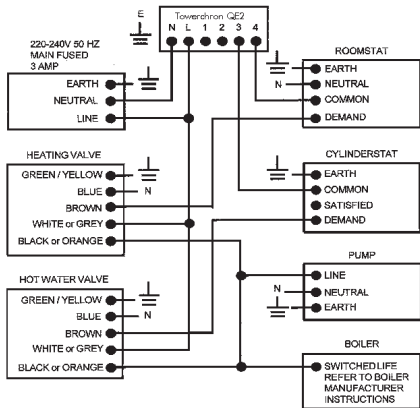 E
Towerchron QE2
N L 1 2 3 4
220-240V 50 HZ
MAIN FUSED
3 AMP
EARTH
NEUTRAL
LINE
ROOMSTAT
EARTH
N
NEUTRAL
COMMON
DEMAND
HEATING VALVE
GREEN / YELLOW
BLUE
N
BROWN
WHITE or GREY
BLACK or ORANGE
CYLINDERSTAT
EARTH
COMMON
SATISFIED
DEMAND
HOT WATER VALVE
GREEN / YELLOW
BLUE
N
BROWN
WHITE or GREY
BLACK or ORANGE
PUMP
LINE
N
NEUTRAL
EARTH
BOILER
SWITCHED LIFE
REFER TO BOILER
MANUFACTURER
INSTRUCTIONS